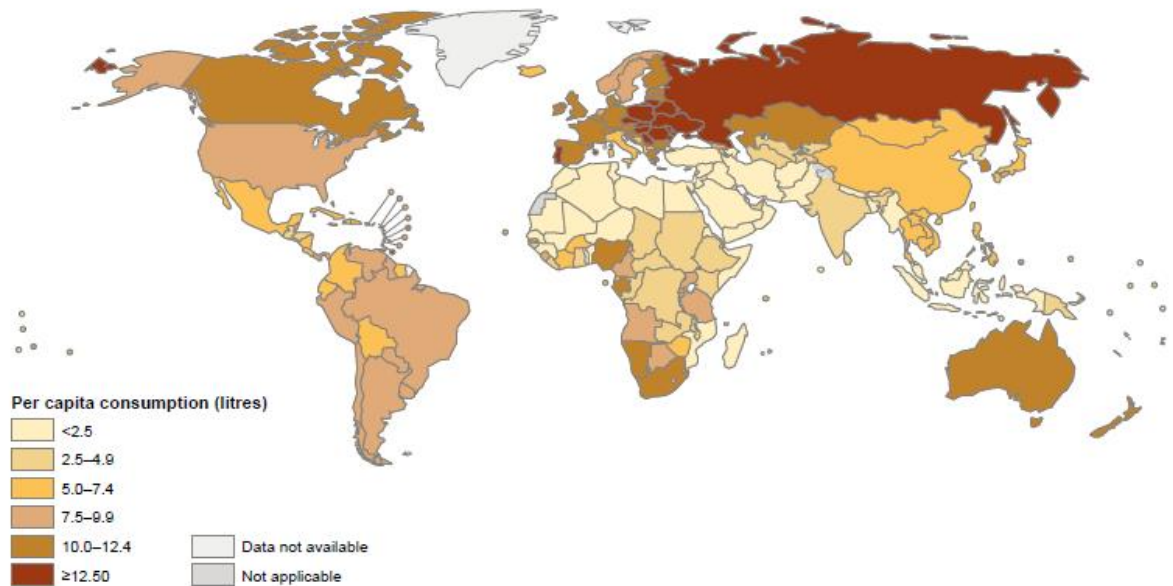 Per capita consumption (litres)
<2.5
2.5–4.9
5.0–7.4
7.5–9.9
10.0–12.4
≥12.50
Data not available
Not applicable